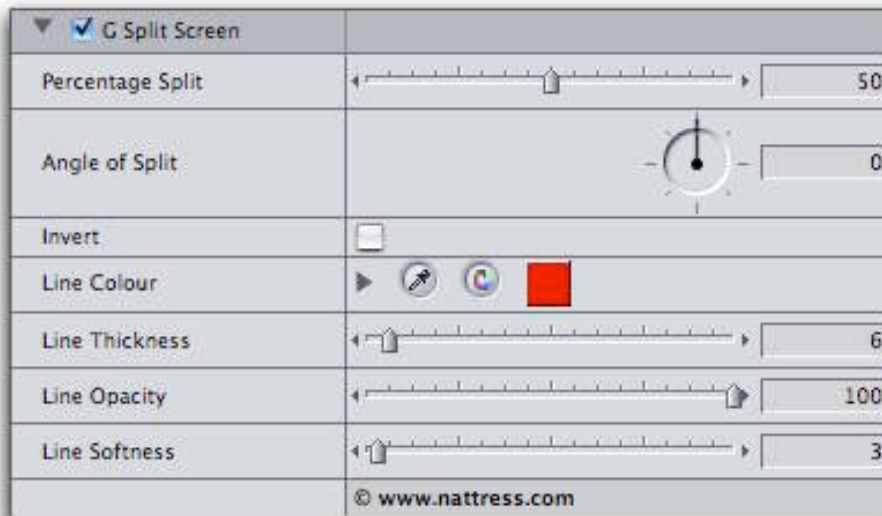 G Split Screen
Percentage Split 50
Angle of Split 0
Invert
Line Colour
Line Thickness 6
Line Opacity 100
Line Softness 3
© www.nattress.com